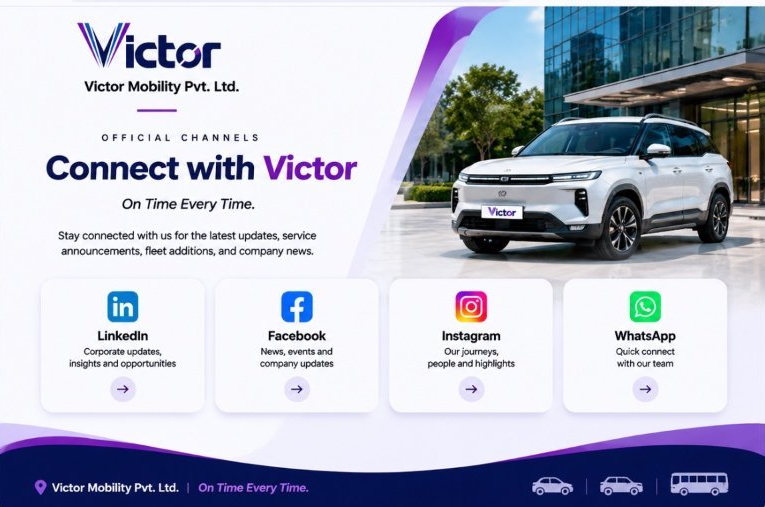 Victor
Victor Mobility Pvt. Ltd.
OFFICIAL CHANNELS
Connect with Victor
On Time Every Time.
Stay connected with us for the latest updates, service
announcements, fleet additions, and company news.
Victor
LinkedIn
Corporate updates,
insights and opportunities
Facebook
News, events and
company updates
Instagram
Our journeys,
people and highlights
WhatsApp
Quick connect
with our team
Victor Mobility Pvt. Ltd. | On Time Every Time.